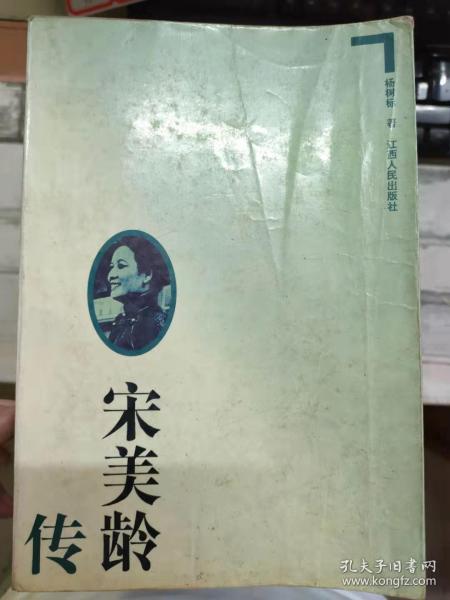 杨树标 著 江西人民出版社
宋美龄
传
孔夫子旧书网
www.kongfz.com